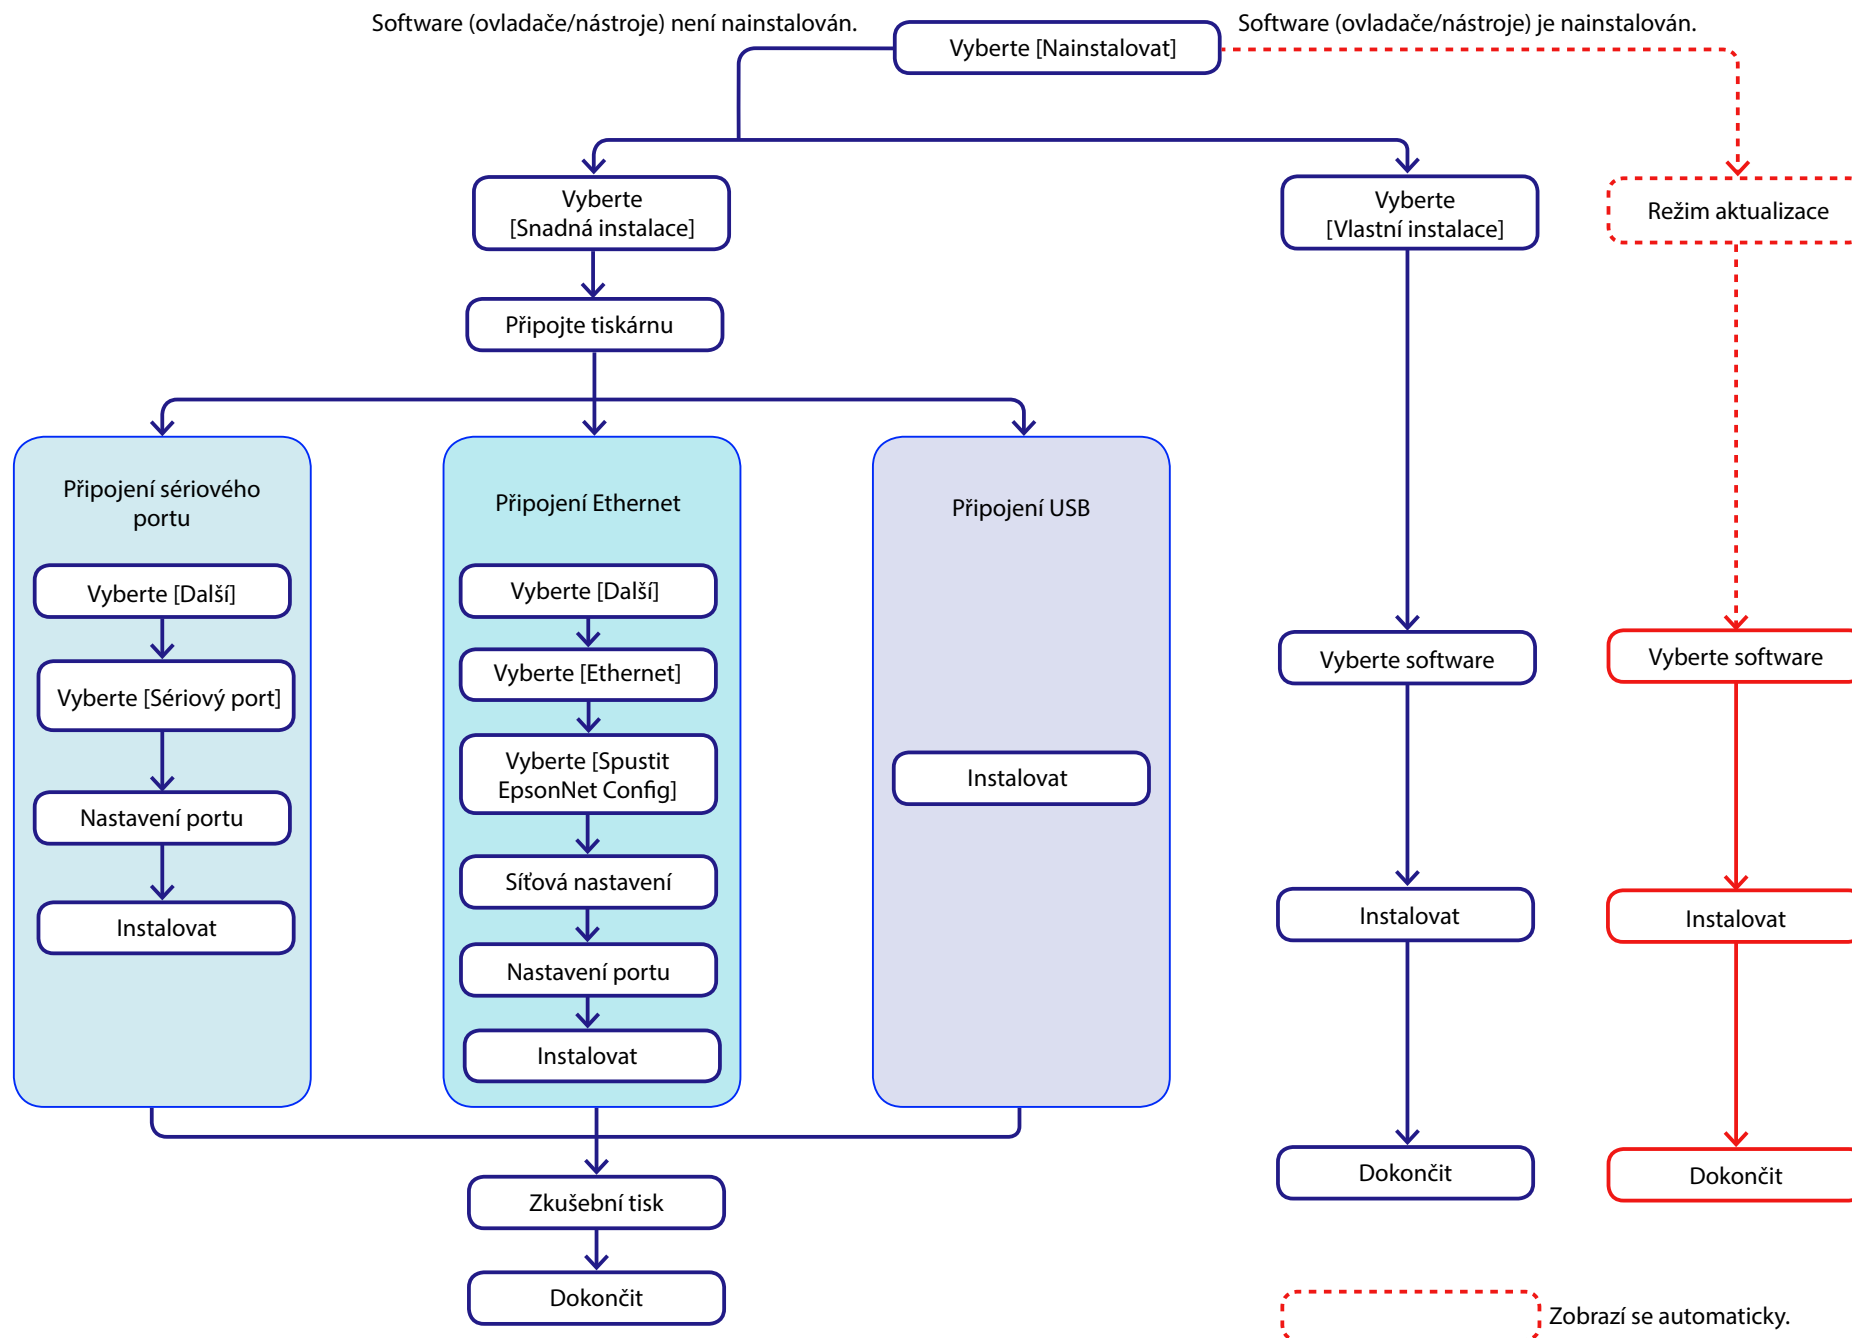 Software (ovladače/nástroje) není nainstalován.
Vyberte [Nainstalovat]
Software (ovladače/nástroje) je nainstalován.
Vyberte
[Snadná instalace]
Vyberte
[Vlastní instalace]
Režim aktualizace
Připojte tiskárnu
Připojení sériového
portu
Vyberte [Další]
Vyberte [Sériový port]
Nastavení portu
Instalovat
Připojení Ethernet
Vyberte [Další]
Vyberte [Ethernet]
Vyberte [Spustit
EpsonNet Config]
Síťová nastavení
Nastavení portu
Instalovat
Připojení USB
Instalovat
Zkušební tisk
Dokončit
Vyberte software
Instalovat
Dokončit
Vyberte software
Instalovat
Dokončit
Zobrazí se automaticky.